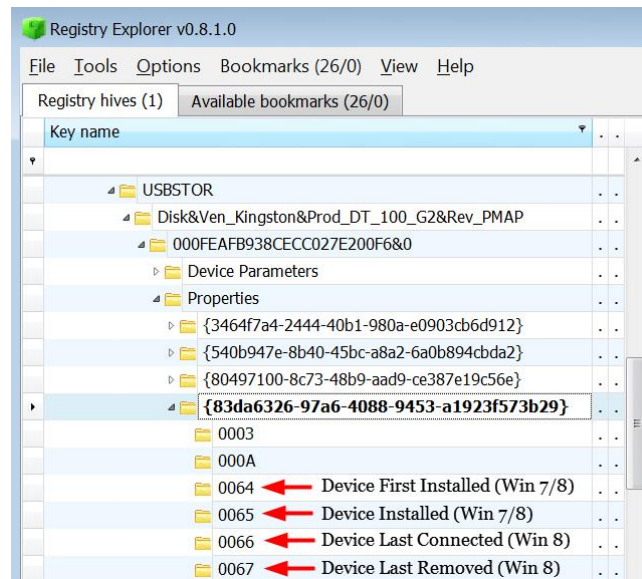 Registry Explorer v0.8.1.0
File Tools Options Bookmarks (26/0) View Help
Registry hives (1) Available bookmarks (26/0)
Key name
USBSTOR
Disk&Ven_Kingston&Prod_DT_100_G2&Rev_PMAP
000FEAFB938CECC027E200F6&0
Device Parameters
Properties
{3464f7a4-2444-40b1-980a-e0903cb6d912}
{540b947e-8b40-45bc-a8a2-6a0b894cbda2}
{80497100-8c73-48b9-aad9-ce387e19c56e}
{83da6326-97a6-4088-9453-a1923f573b29}
0003
000A
0064 Device First Installed (Win 7/8)
0065 Device Installed (Win 7/8)
0066 Device Last Connected (Win 8)
0067 Device Last Removed (Win 8)